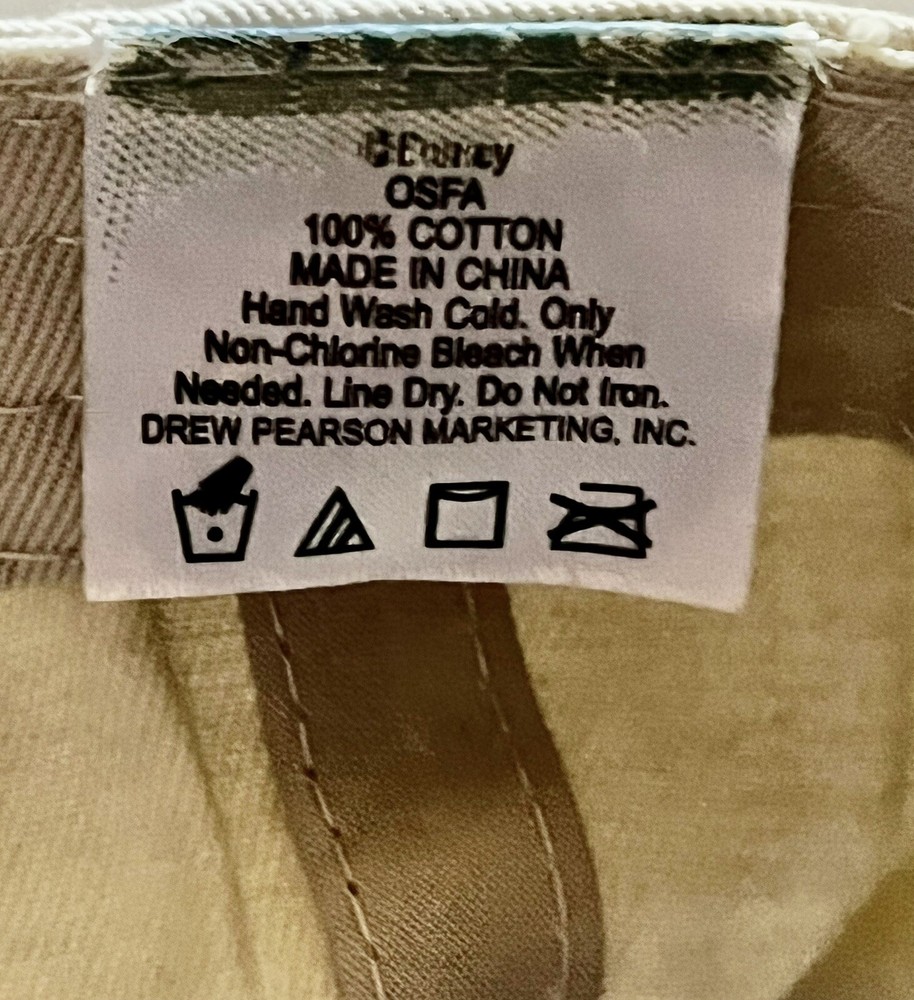 OSFA
100% COTTON
MADE IN CHINA
Hand Wash Cold. Only
Non-Chlorine Bleach When
Needed. Line Dry. Do Not Iron.
DREW PEARSON MARKETING, INC.